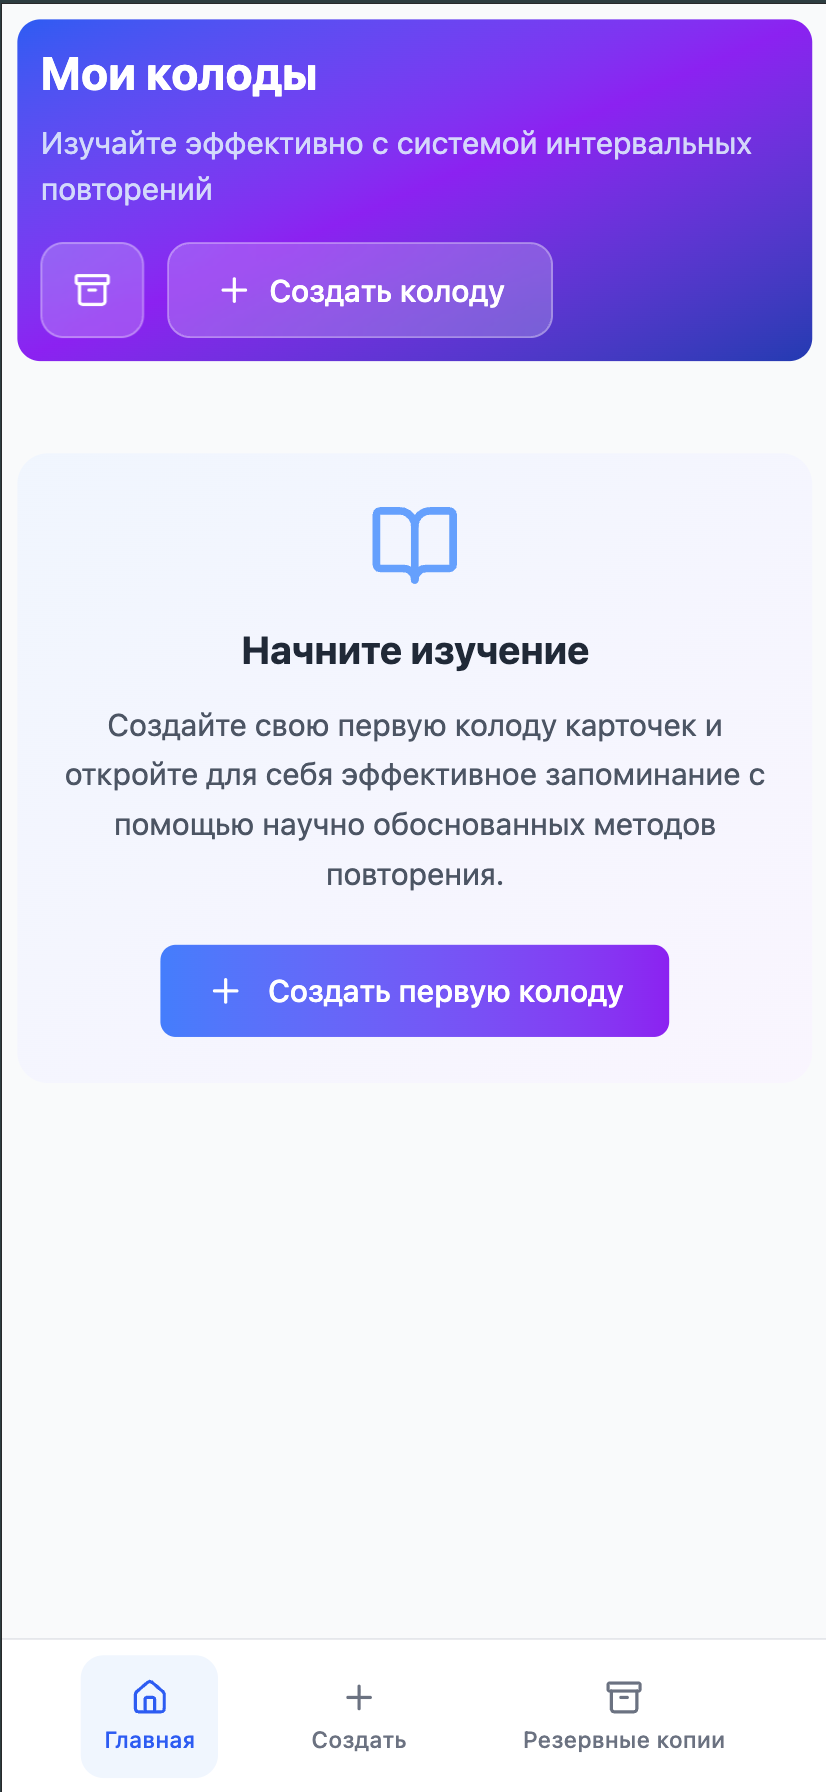 Мои колоды
Изучайте эффективно с системой интервальных
повторений
Создать колоду
Начните изучение
Создайте свою первую колоду карточек и
откройте для себя эффективное запоминание с
помощью научно обоснованных методов
повторения.
Создать первую колоду
Главная
Создать
Резервные копии